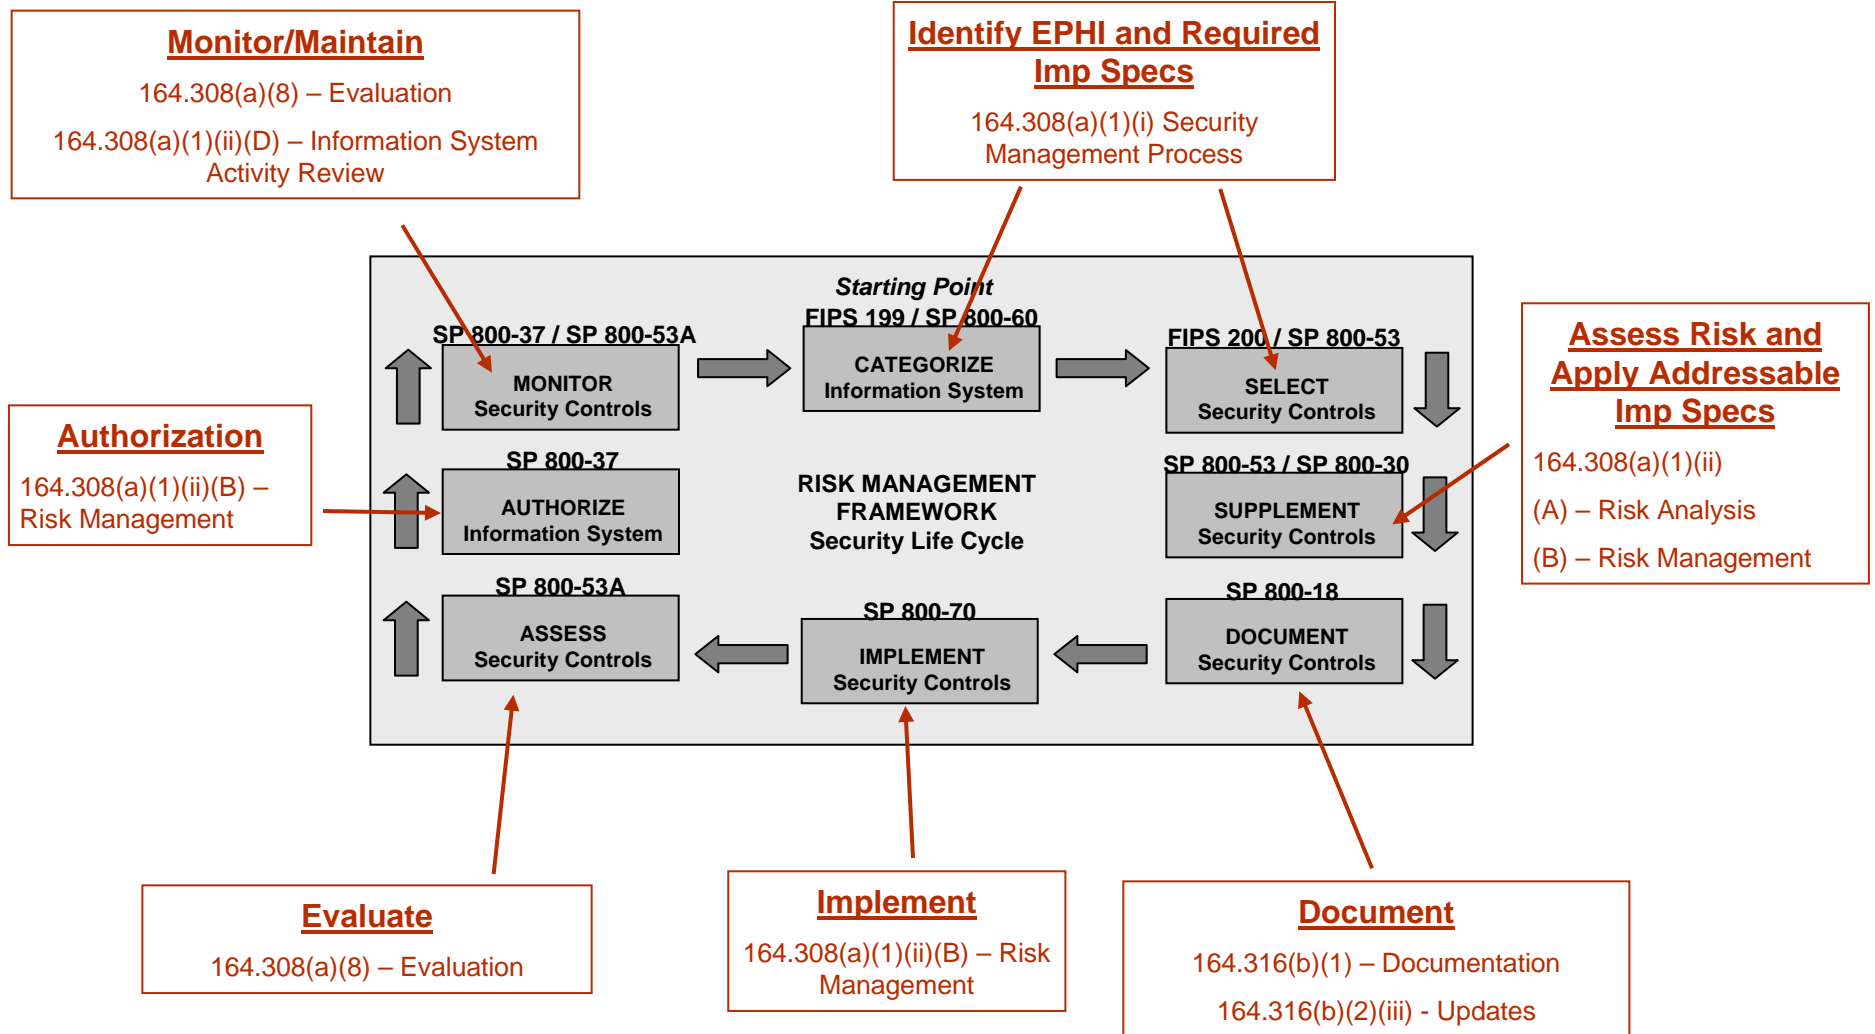 Monitor/Maintain
164.308(a)(8) – Evaluation
164.308(a)(1)(ii)(D) – Information System
Activity Review
Identify EPHI and Required
Imp Specs
164.308(a)(1)(i) Security
Management Process
Starting Point
FIPS 199 / SP 800-60
CATEGORIZE
Information System
SP 800-37 / SP 800-53A
MONITOR
Security Controls
FIPS 200 / SP 800-53
SELECT
Security Controls
Assess Risk and
Apply Addressable
Imp Specs
164.308(a)(1)(ii)
(A) – Risk Analysis
(B) – Risk Management
Authorization
164.308(a)(1)(ii)(B) –
Risk Management
SP 800-37
AUTHORIZE
Information System
RISK MANAGEMENT
FRAMEWORK
Security Life Cycle
SP 800-53 / SP 800-30
SUPPLEMENT
Security Controls
SP 800-53A
ASSESS
Security Controls
SP 800-70
IMPLEMENT
Security Controls
SP 800-18
DOCUMENT
Security Controls
Evaluate
164.308(a)(8) – Evaluation
Implement
164.308(a)(1)(ii)(B) – Risk
Management
Document
164.316(b)(1) – Documentation
164.316(b)(2)(iii) - Updates